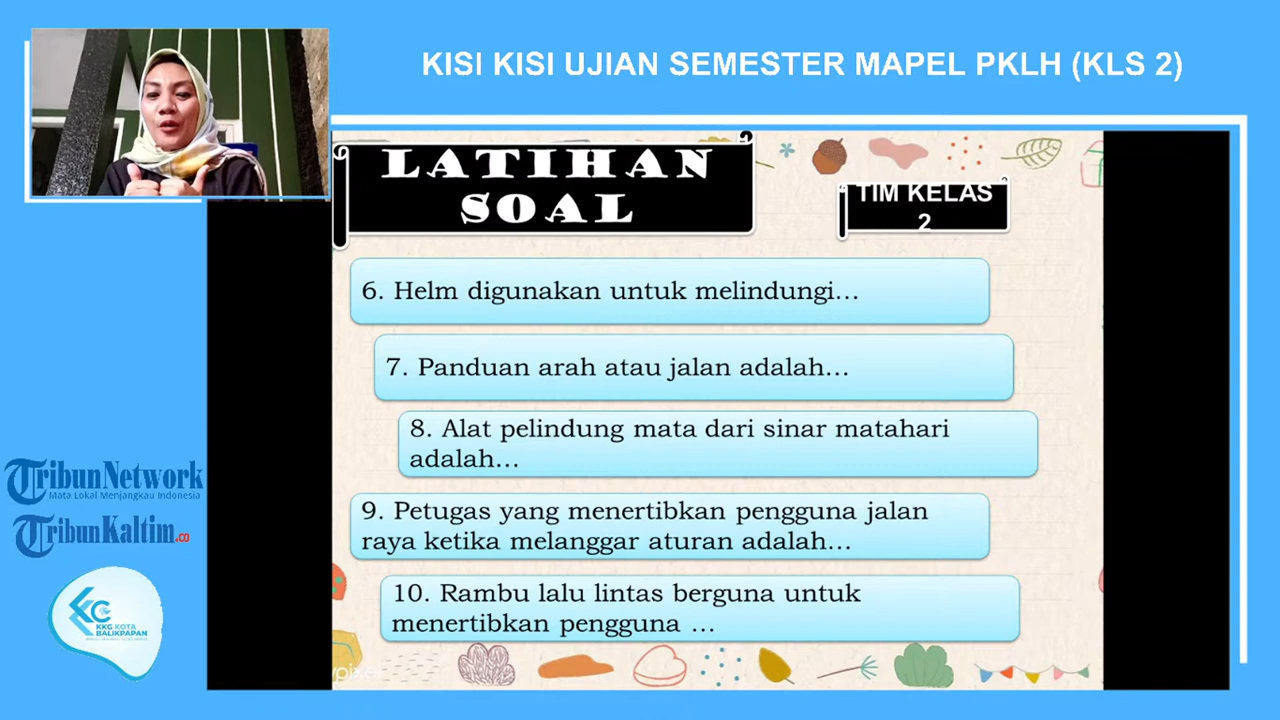 KISI KISI UJIAN SEMESTER MAPEL PKLH (KLS 2)
LATIHAN
SOAL
TIM KELAS
2
6. Helm digunakan untuk melindungi...
7. Panduan arah atau jalan adalah...
8. Alat pelindung mata dari sinar matahari
adalah...
9. Petugas yang menertibkan pengguna jalan
raya ketika melanggar aturan adalah...
10. Rambu lalu lintas berguna untuk
menertibkan pengguna ...
TribunNetwork
Mata Lokal Menjangkau Indonesia
TribunKaltim.co
KKG KOTA
BALIKPAPAN